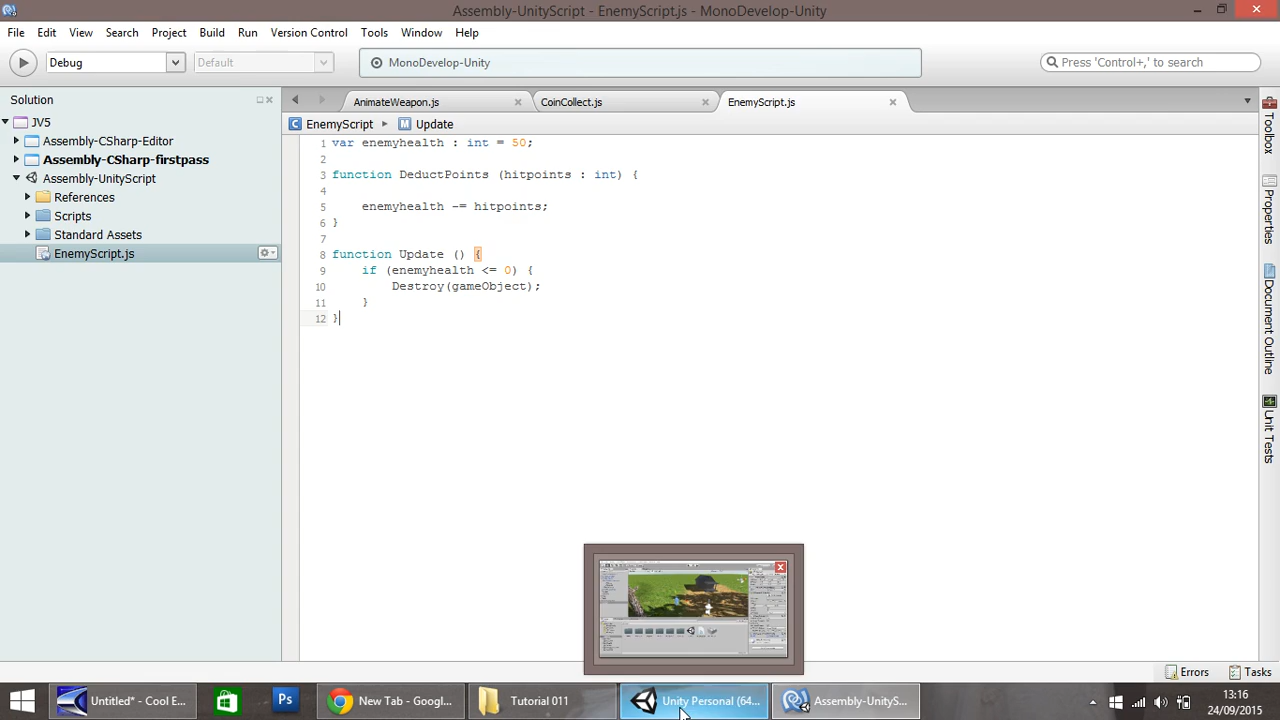 Assembly-UnityScript - EnemyScript.js - MonoDevelop-Unity
File Edit View Search Project Build Run Version Control Tools Window Help
Debug Default MonoDevelop-Unity Press 'Control+,' to search
Solution
AnimateWeapon.js CoinCollect.js EnemyScript.js
JV5
Assembly-CSharp-Editor
Assembly-CSharp-firstpass
Assembly-UnityScript
References
Scripts
Standard Assets
EnemyScript.js
C EnemyScript M Update
1 var enemyhealth : int = 50;
2
3 function DeductPoints (hitpoints : int) {
4
5 enemyhealth -= hitpoints;
6 }
7
8 function Update () {
9 if (enemyhealth <= 0) {
10 Destroy(gameObject);
11 }
12 }
Toolbox
Properties
Document Outline
Unit Tests
Errors Tasks
Untitled* - Cool E... Ps New Tab - Googl... Tutorial 011 Unity Personal (64... Assembly-UnityS...
13:16
24/09/2015